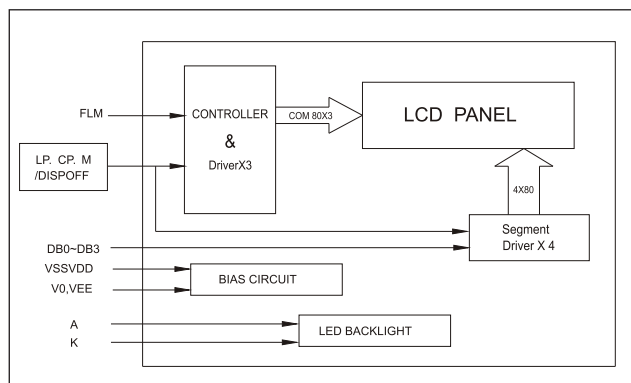 FLM
CONTROLLER
&
DriverX3
COM 80X3
LCD PANEL
LP. CP. M
/DISPOFF
4X80
Segment
Driver X 4
DB0~DB3
VSSVDD
V0,VEE
BIAS CIRCUIT
A
K
LED BACKLIGHT